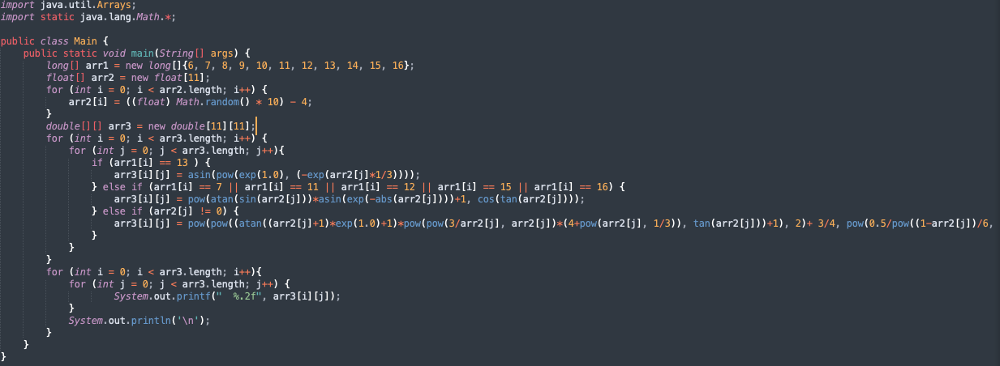 import java.util.Arrays;
import static java.lang.Math.*;

public class Main {
    public static void main(String[] args) {
        long[] arr1 = new long[]{6, 7, 8, 9, 10, 11, 12, 13, 14, 15, 16};
        float[] arr2 = new float[11];
        for (int i = 0; i < arr2.length; i++) {
            arr2[i] = ((float) Math.random() * 10) - 4;
        }
        double[][] arr3 = new double[11][11];
        for (int i = 0; i < arr3.length; i++) {
            for (int j = 0; j < arr3.length; j++){
                if (arr1[i] == 13 ) {
                    arr3[i][j] = asin(pow(exp(1.0), (-exp(arr2[j]*1/3))));
                } else if (arr1[i] == 7 || arr1[i] == 11 || arr1[i] == 12 || arr1[i] == 15 || arr1[i] == 16) {
                    arr3[i][j] = pow(atan(sin(arr2[j]))*asin(exp(-abs(arr2[j])))+1, cos(tan(arr2[j])));
                } else if (arr2[j] != 0) {
                    arr3[i][j] = pow(pow((atan((arr2[j]+1)*exp(1.0)+1)*pow(pow(3/arr2[j], arr2[j])*(4+pow(arr2[j], 1/3)), tan(arr2[j]))+1), 2)+ 3/4, pow(0.5/pow((1-arr2[j])/6,
                }
            }
        }
        for (int i = 0; i < arr3.length; i++){
            for (int j = 0; j < arr3.length; j++) {
                    System.out.printf("  %.2f", arr3[i][j]);
            }
            System.out.println('\n');
        }
    }
}